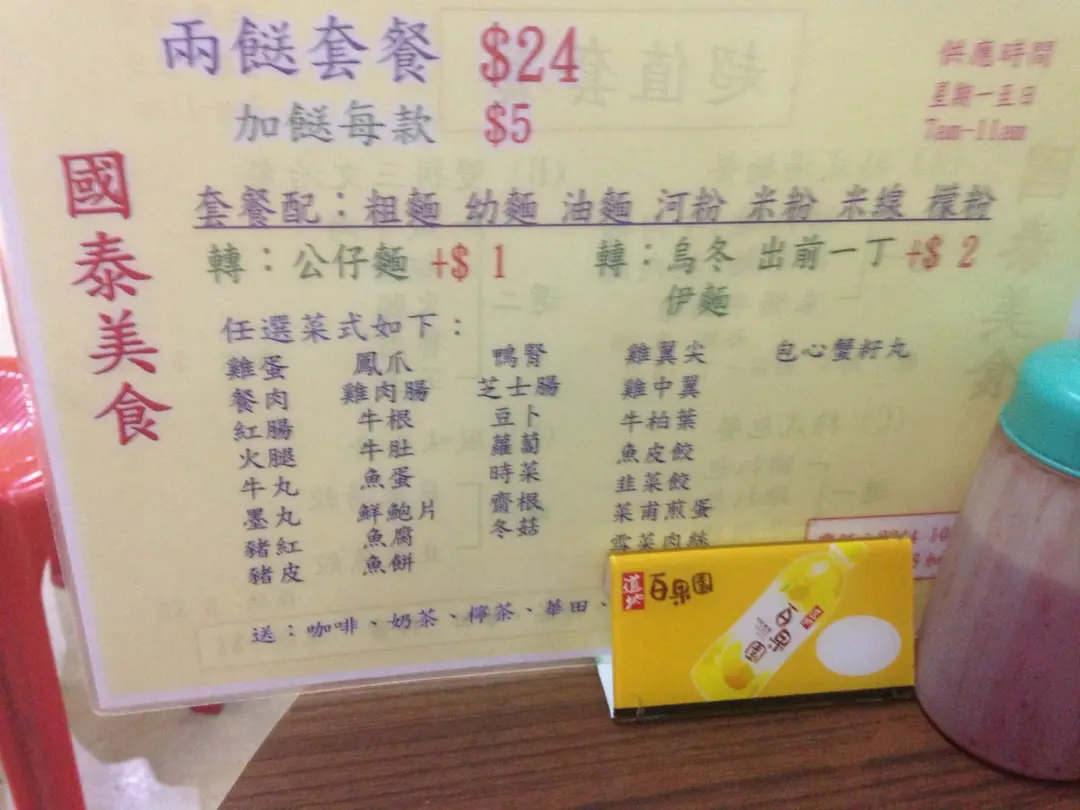 兩餸套餐 $24
加餸每款 $5
供應時間
星期一至日
7am-11am
國泰美食
套餐配：粗麵 幼麵 油麵 河粉 米粉 米線 檬粉
轉：公仔麵 +$ 1
轉：烏冬 出前一丁 +$ 2
伊麵
任選菜式如下：
雞蛋
餐肉
紅腸
火腿
牛丸
墨丸
豬紅
豬皮
鳳爪
雞肉腸
牛根
牛肚
魚蛋
鮮鮑片
魚腐
魚餅
鴨腎
芝士腸
豆卜
蘿蔔
時菜
齋根
冬菇
雞翼尖
雞中翼
牛柏葉
魚皮餃
韭菜餃
菜甫煎蛋
雪菜肉絲
包心蟹籽丸
送：咖啡、奶茶、檸茶、華田、
道地 百果園